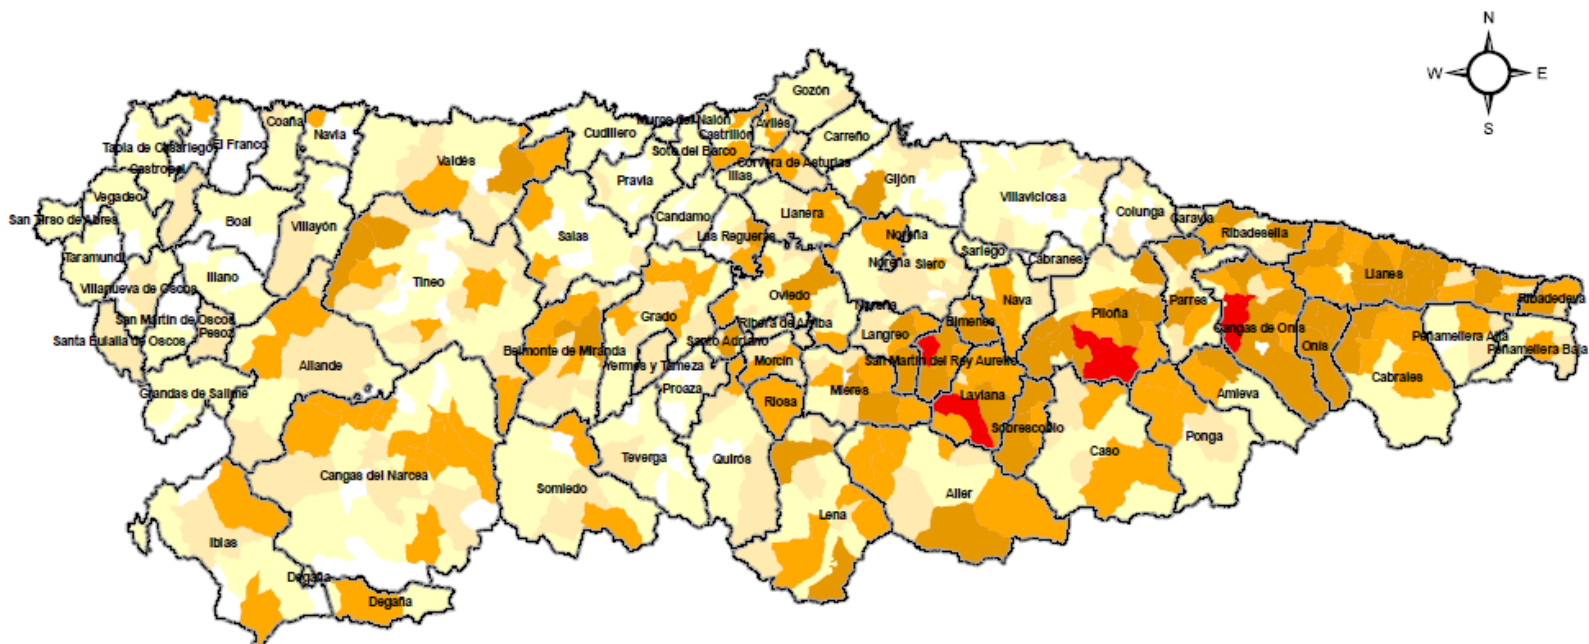 N
W
E
S
Gozón
Muros del Nalón
Avilés
Coaña
Navia
Cudillero
Castrillón
Carreño
Tapia de Casariego
El Franco
Soto del Barco
Valdés
Corvera de Asturias
Castropol
Illas
Gijón
Pravia
Vegadeo
Villaviciosa
San Tirso de Abres
Boal
Villayón
Candamo
Llanera
Colunga
Caravia
Salas
Las Regueras
Noreña
Ribadesella
Taramundi
Sariego
Cabranes
Illano
Tineo
Noreña
Siero
Llanes
Villanueva de Oscos
Oviedo
Nava
Parres
Ribadedeva
San Martín de Oscos
Pesoz
Grado
Ribera de Arriba
Noreña
Bimenes
Piloña
Cangas de Onís
Santa Eulalia de Oscos
Santo Adriano
Langreo
Onís
Peñamellera Alta
Peñamellera Baja
Belmonte de Miranda
Yermes y Tameza
Morcín
San Martín del Rey Aurelio
Allande
Proaza
Mieres
Cabrales
Grandas de Salime
Riosa
Laviana
Amieva
Sobrescobio
Ponga
Teverga
Quirós
Caso
Cangas del Narcea
Somiedo
Aller
Lena
Ibias
Degaña
Degaña